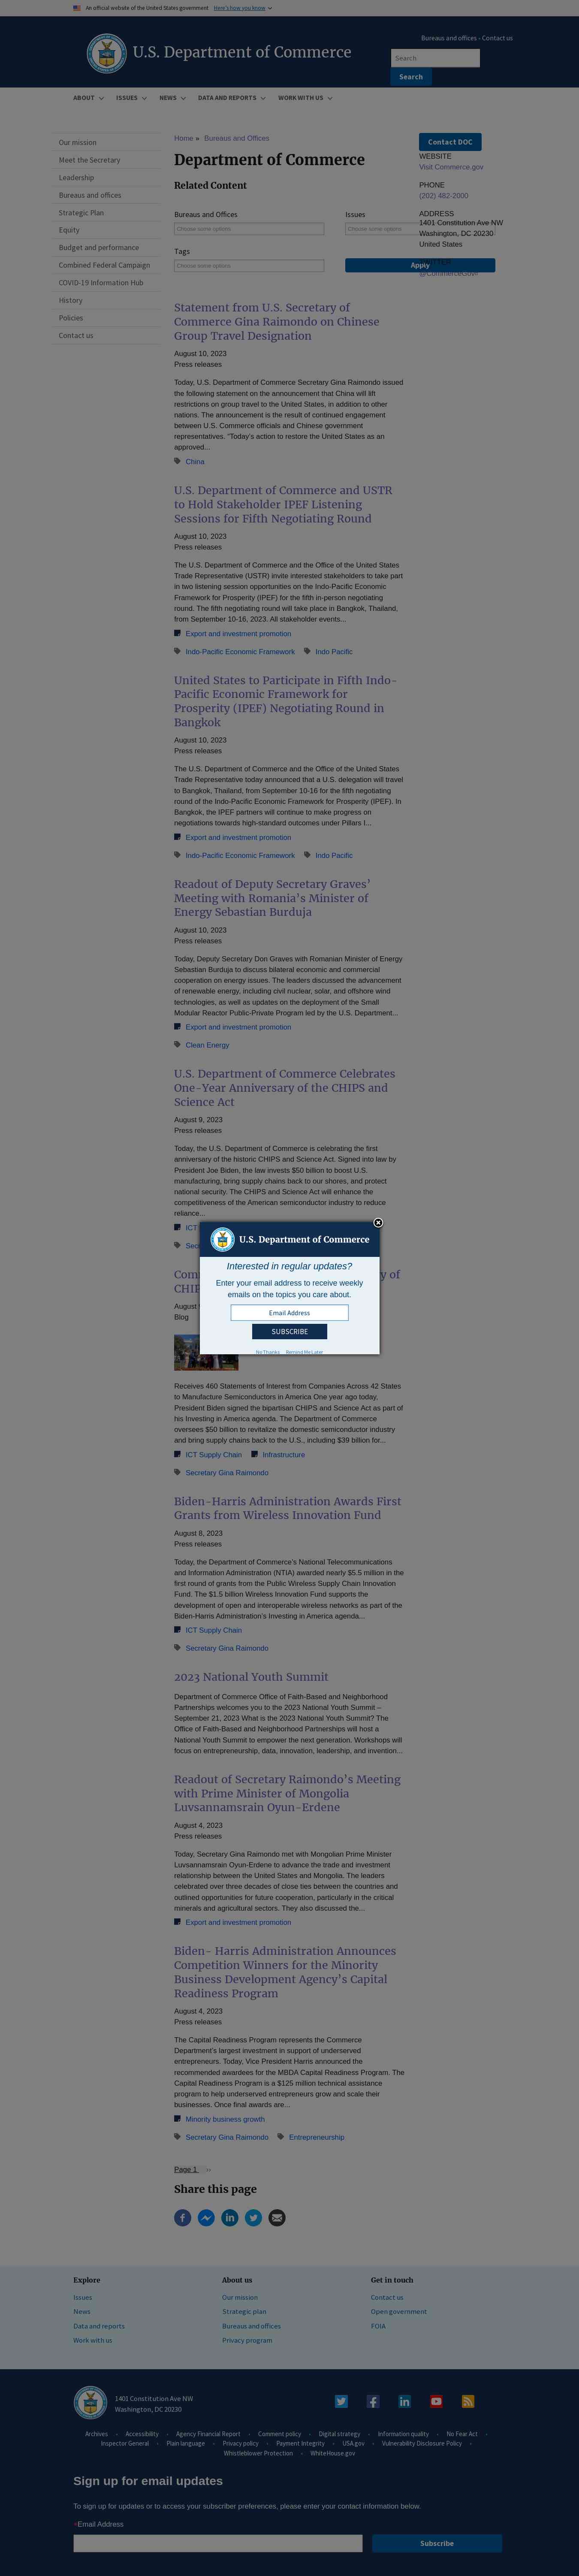 An official website of the United States government Here's how you know
Bureaus and offices • Contact us
U.S. Department of Commerce
Search
Search
ABOUT ISSUES NEWS DATA AND REPORTS WORK WITH US
Our mission
Meet the Secretary
Leadership
Bureaus and offices
Strategic Plan
Equity
Budget and performance
Combined Federal Campaign
COVID-19 Information Hub
History
Policies
Contact us
Home » Bureaus and Offices
Department of Commerce
Related Content
Bureaus and Offices
Choose some options
Issues
Choose some options
Tags
Choose some options
Apply
Contact DOC
WEBSITE
Visit Commerce.gov
PHONE
(202) 482-2000
ADDRESS
1401 Constitution Ave NW
Washington, DC 20230
United States
@CommerceGov
Statement from U.S. Secretary of
Commerce Gina Raimondo on Chinese
Group Travel Designation
August 10, 2023
Press releases
Today, U.S. Department of Commerce Secretary Gina Raimondo issued
the following statement on the announcement that China will lift
restrictions on group travel to the United States, in addition to other
nations. The announcement is the result of continued engagement
between U.S. Commerce officials and Chinese government
representatives. “Today’s action to restore the United States as an
approved...
China
U.S. Department of Commerce and USTR
to Hold Stakeholder IPEF Listening
Sessions for Fifth Negotiating Round
August 10, 2023
Press releases
The U.S. Department of Commerce and the Office of the United States
Trade Representative (USTR) invite interested stakeholders to take part
in two listening session opportunities on the Indo-Pacific Economic
Framework for Prosperity (IPEF) for the fifth in-person negotiating
round. The fifth negotiating round will take place in Bangkok, Thailand,
from September 10-16, 2023. All stakeholder events...
Export and investment promotion
Indo-Pacific Economic Framework Indo Pacific
United States to Participate in Fifth Indo-
Pacific Economic Framework for
Prosperity (IPEF) Negotiating Round in
Bangkok
August 10, 2023
Press releases
The U.S. Department of Commerce and the Office of the United States
Trade Representative today announced that a U.S. delegation will travel
to Bangkok, Thailand, from September 10-16 for the fifth negotiating
round of the Indo-Pacific Economic Framework for Prosperity (IPEF). In
Bangkok, the IPEF partners will continue to make progress on
negotiations towards high-standard outcomes under Pillars I...
Export and investment promotion
Indo-Pacific Economic Framework Indo Pacific
Readout of Deputy Secretary Graves’
Meeting with Romania’s Minister of
Energy Sebastian Burduja
August 10, 2023
Press releases
Today, Deputy Secretary Don Graves with Romanian Minister of Energy
Sebastian Burduja to discuss bilateral economic and commercial
cooperation on energy issues. The leaders discussed the advancement
of renewable energy, including civil nuclear, solar, and offshore wind
technologies, as well as updates on the deployment of the Small
Modular Reactor Public-Private Program led by the U.S. Department...
Export and investment promotion
Clean Energy
U.S. Department of Commerce Celebrates
One-Year Anniversary of the CHIPS and
Science Act
August 9, 2023
Press releases
Today, the U.S. Department of Commerce is celebrating the first
anniversary of the historic CHIPS and Science Act. Signed into law by
President Joe Biden, the law invests $50 billion to boost U.S.
manufacturing, bring supply chains back to our shores, and protect
national security. The CHIPS and Science Act will enhance the
competitiveness of the American semiconductor industry to reduce
reliance...
ICT
Secr
U.S. Department of Commerce
Interested in regular updates?
Enter your email address to receive weekly
emails on the topics you care about.
Email Address
SUBSCRIBE
No Thanks Remind Me Later
Com y of
CHIP
August
Blog
Receives 460 Statements of Interest from Companies Across 42 States
to Manufacture Semiconductors in America One year ago today,
President Biden signed the bipartisan CHIPS and Science Act as part of
his Investing in America agenda. The Department of Commerce
oversees $50 billion to revitalize the domestic semiconductor industry
and bring supply chains back to the U.S., including $39 billion for...
ICT Supply Chain Infrastructure
Secretary Gina Raimondo
Biden-Harris Administration Awards First
Grants from Wireless Innovation Fund
August 8, 2023
Press releases
Today, the Department of Commerce’s National Telecommunications
and Information Administration (NTIA) awarded nearly $5.5 million in the
first round of grants from the Public Wireless Supply Chain Innovation
Fund. The $1.5 billion Wireless Innovation Fund supports the
development of open and interoperable wireless networks as part of the
Biden-Harris Administration’s Investing in America agenda....
ICT Supply Chain
Secretary Gina Raimondo
2023 National Youth Summit
Department of Commerce Office of Faith-Based and Neighborhood
Partnerships welcomes you to the 2023 National Youth Summit –
September 21, 2023 What is the 2023 National Youth Summit? The
Office of Faith-Based and Neighborhood Partnerships will host a
National Youth Summit to empower the next generation. Workshops will
focus on entrepreneurship, data, innovation, leadership, and invention...
Readout of Secretary Raimondo’s Meeting
with Prime Minister of Mongolia
Luvsannamsrain Oyun-Erdene
August 4, 2023
Press releases
Today, Secretary Gina Raimondo met with Mongolian Prime Minister
Luvsannamsrain Oyun-Erdene to advance the trade and investment
relationship between the United States and Mongolia. The leaders
celebrated over three decades of close ties between the countries and
outlined opportunities for future cooperation, particularly in the critical
minerals and agricultural sectors. They also discussed the...
Export and investment promotion
Biden- Harris Administration Announces
Competition Winners for the Minority
Business Development Agency’s Capital
Readiness Program
August 4, 2023
Press releases
The Capital Readiness Program represents the Commerce
Department’s largest investment in support of underserved
entrepreneurs. Today, Vice President Harris announced the
recommended awardees for the MBDA Capital Readiness Program. The
Capital Readiness Program is a $125 million technical assistance
program to help underserved entrepreneurs grow and scale their
businesses. Once final awards are...
Minority business growth
Secretary Gina Raimondo Entrepreneurship
Page 1 ››
Share this page
Explore
Issues
News
Data and reports
Work with us
About us
Our mission
Strategic plan
Bureaus and offices
Privacy program
Get in touch
Contact us
Open government
FOIA
1401 Constitution Ave NW
Washington, DC 20230
Archives • Accessibility • Agency Financial Report • Comment policy • Digital strategy • Information quality • No Fear Act •
Inspector General • Plain language • Privacy policy • Payment Integrity • USA.gov • Vulnerability Disclosure Policy •
Whistleblower Protection • WhiteHouse.gov
Sign up for email updates
To sign up for updates or to access your subscriber preferences, please enter your contact information below.
*Email Address
Subscribe